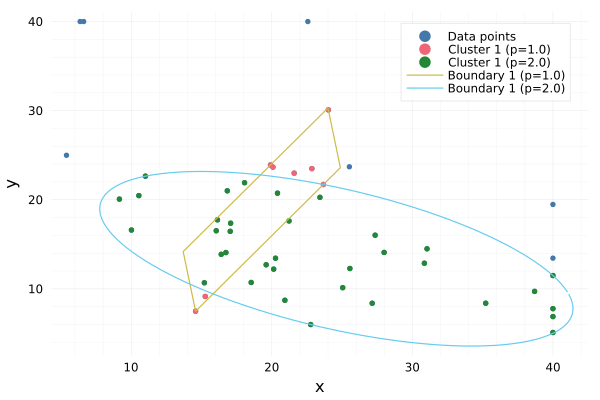 40
30
20
10
y
10
20
30
40
x
Data points
Cluster 1 (p=1.0)
Cluster 1 (p=2.0)
Boundary 1 (p=1.0)
Boundary 1 (p=2.0)